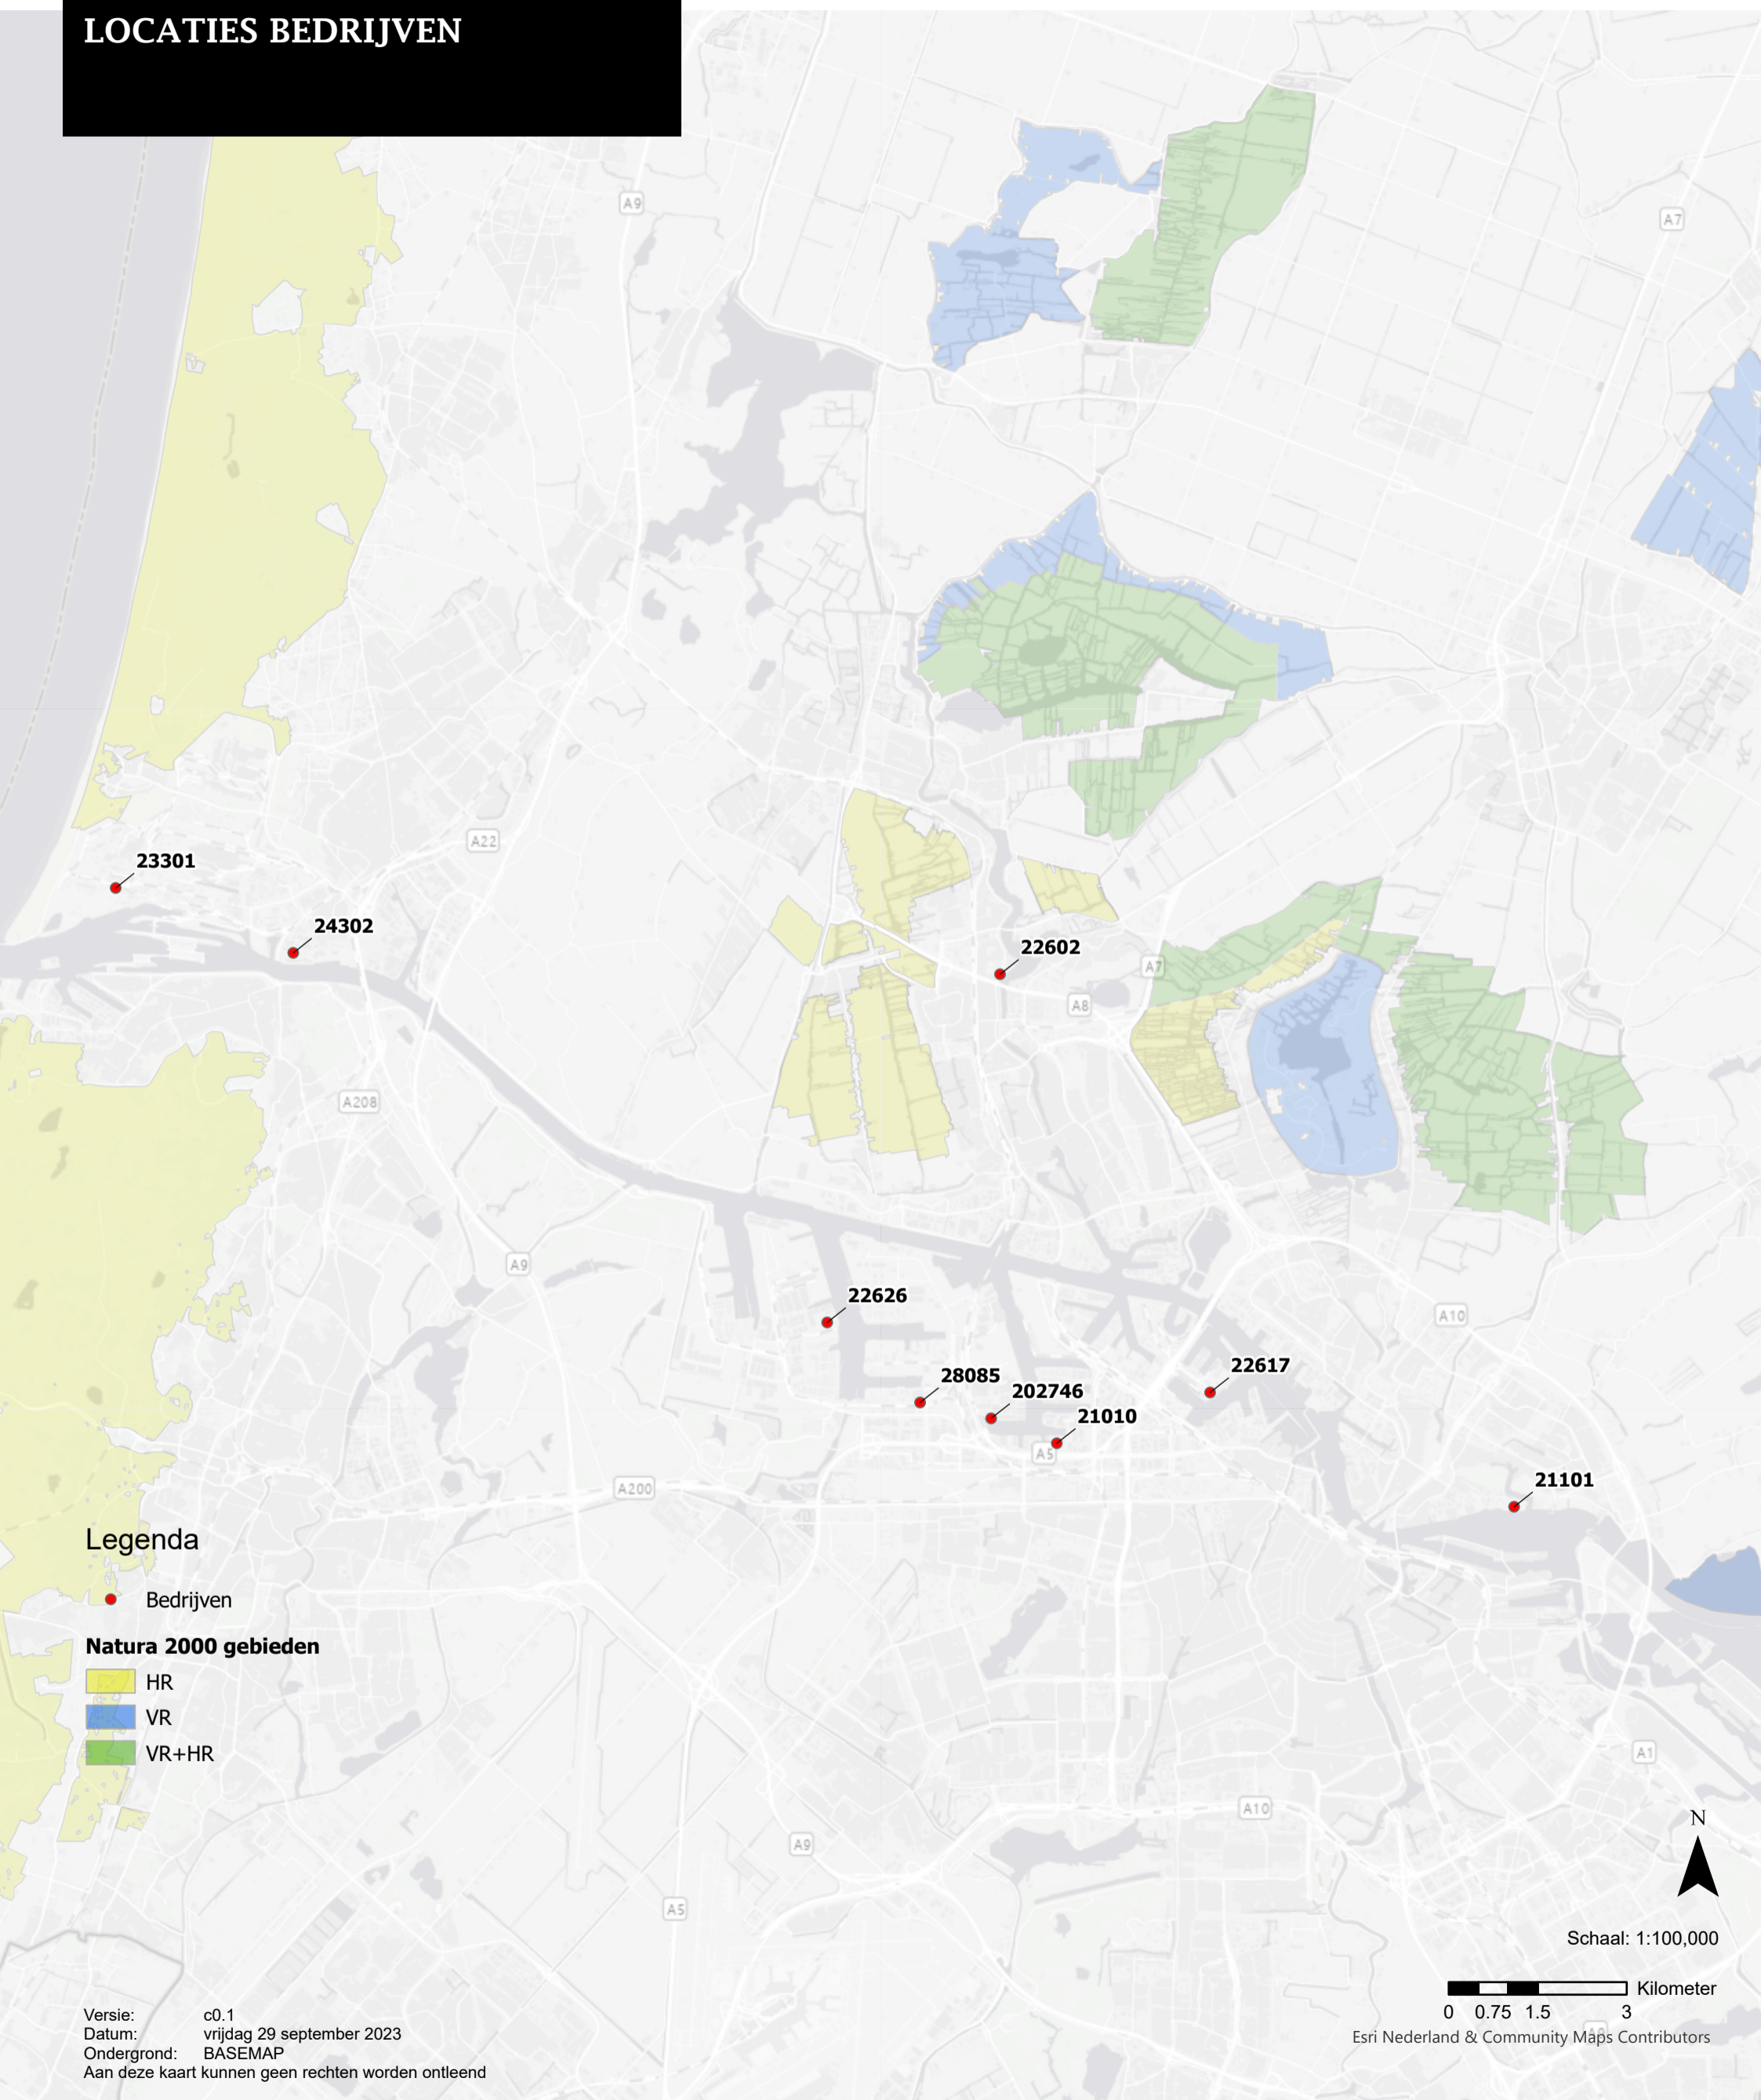 LOCATIES BEDRIJVEN
A9
A7
A22
23301
24302
22602
A7
A8
A208
A9
22626
A10
22617
28085
202746
21010
A5
21101
A200
Legenda
Bedrijven
Natura 2000 gebieden
HR
VR
VR+HR
A1
A10
A9
A5
N
Schaal: 1:100,000
Kilometer
0 0.75 1.5 3
Esri Nederland & Community Maps Contributors
Versie: c0.1
Datum: vrijdag 29 september 2023
Ondergrond: BASEMAP
Aan deze kaart kunnen geen rechten worden ontleend